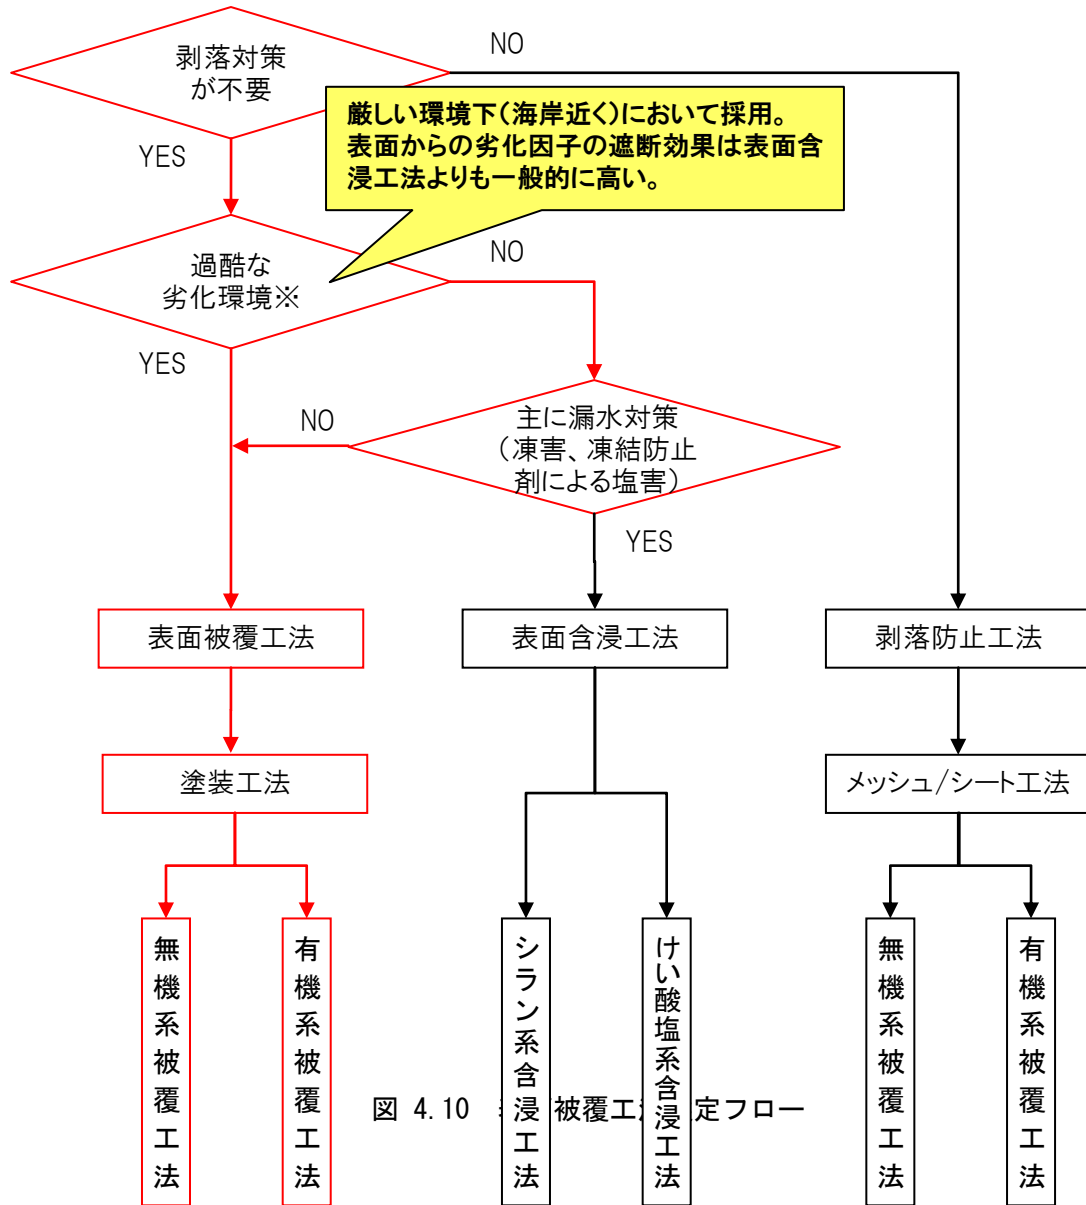 剥落対策
が不要
NO
YES
厳しい環境下(海岸近く)において採用。
表面からの劣化因子の遮断効果は表面含
浸工法よりも一般的に高い。
過酷な
劣化環境※
NO
YES
主に漏水対策
(凍害、凍結防止
剤による塩害)
NO
YES
表面被覆工法
表面含浸工法
剥落防止工法
塗装工法
メッシュ/シート工法
無機系被覆工法
有機系被覆工法
シラン系含浸工法
けい酸塩系含浸工法
無機系被覆工法
有機系被覆工法
図 4.10 被覆工 定フロー